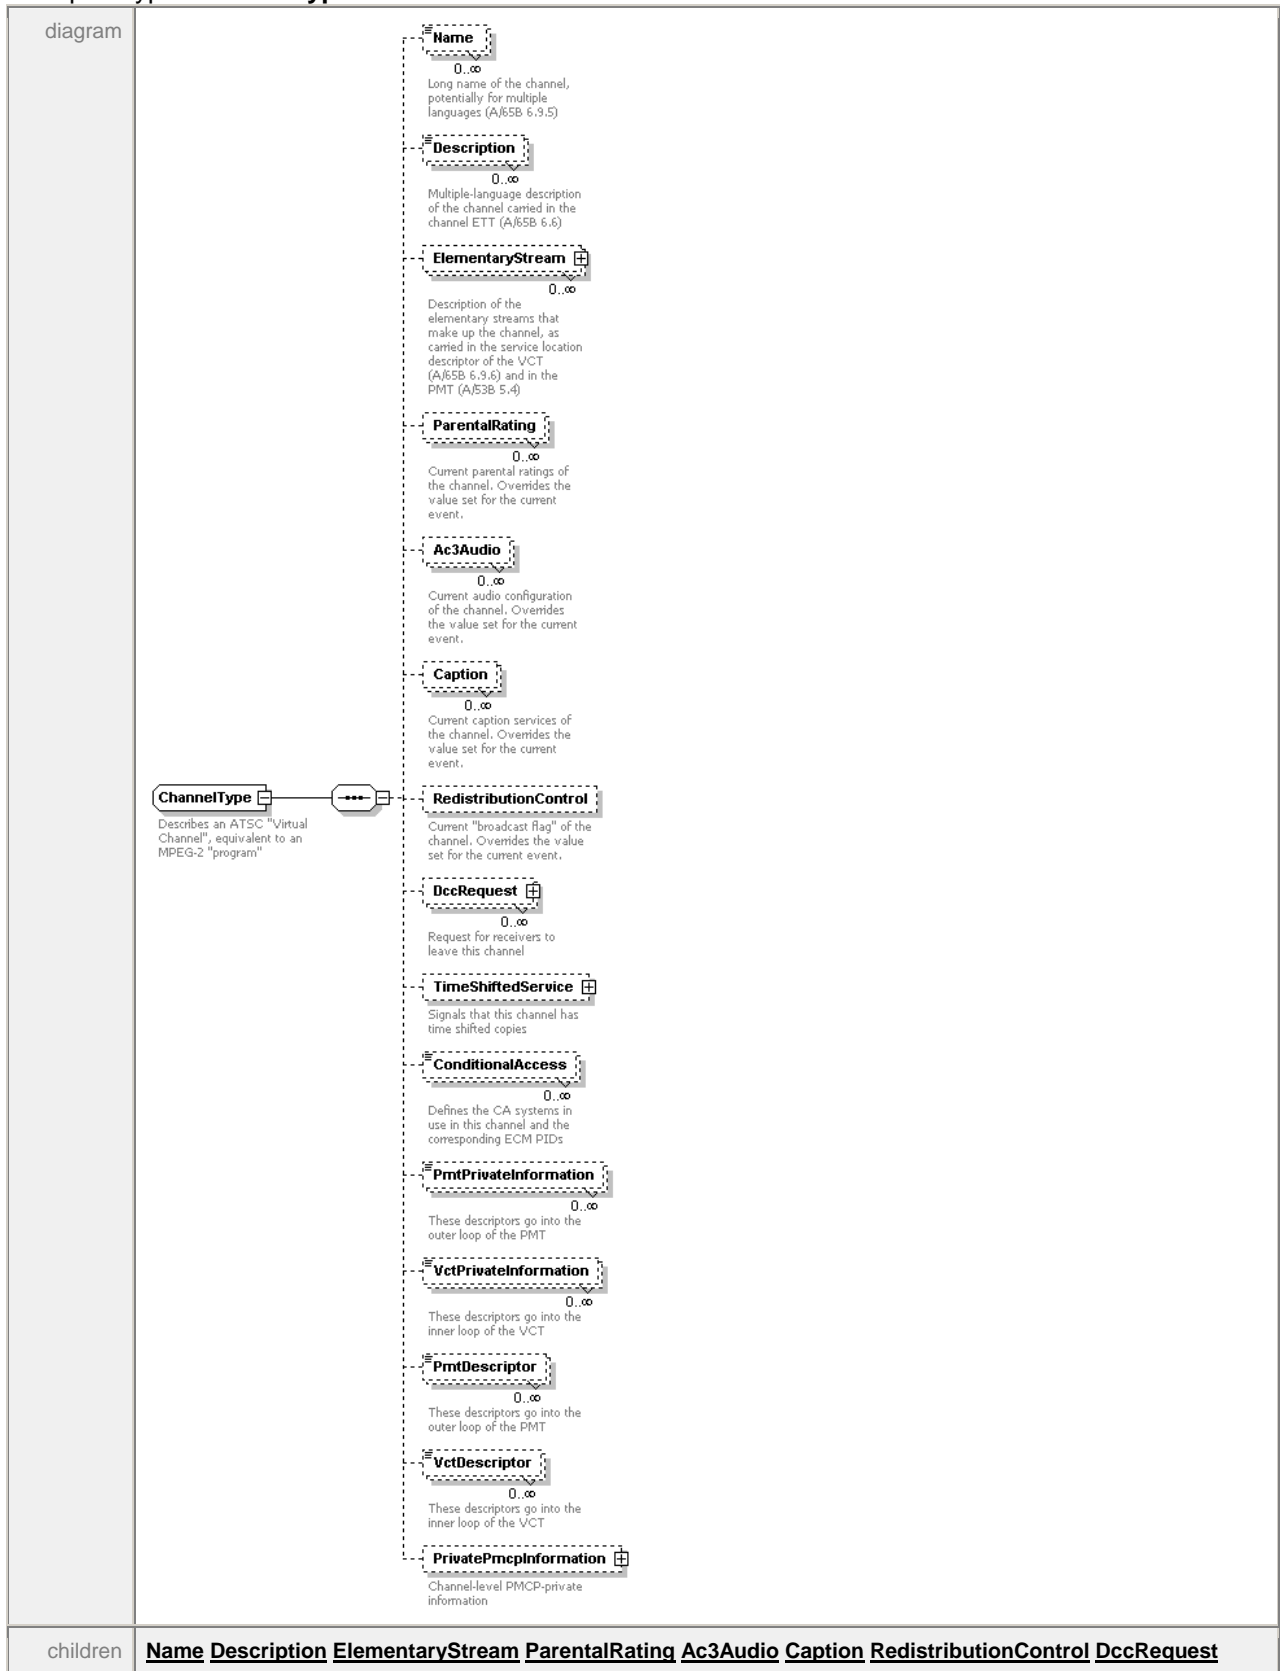 diagram
Name
0..∞
Long name of the channel,
potentially for multiple
languages (A/65B 6.9.5)
Description
0..∞
Multiple-language description
of the channel carried in the
channel ETT (A/65B 6.6)
ElementaryStream
0..∞
Description of the
elementary streams that
make up the channel, as
carried in the service location
descriptor of the VCT
(A/65B 6.9.6) and in the
PMT (A/53B 5.4)
ParentalRating
0..∞
Current parental ratings of
the channel. Overrides the
value set for the current
event.
Ac3Audio
0..∞
Current audio configuration
of the channel. Overrides
the value set for the current
event.
Caption
0..∞
Current caption services of
the channel. Overrides the
value set for the current
event.
ChannelType
Describes an ATSC "Virtual
Channel", equivalent to an
MPEG-2 "program"
RedistributionControl
Current "broadcast flag" of the
channel. Overrides the value
set for the current event.
DccRequest
0..∞
Request for receivers to
leave this channel
TimeShiftedService
Signals that this channel has
time shifted copies
ConditionalAccess
0..∞
Defines the CA systems in
use in this channel and the
corresponding ECM PIDs
PmtPrivateInformation
0..∞
These descriptors go into the
outer loop of the PMT
VctPrivateInformation
0..∞
These descriptors go into the
inner loop of the VCT
PmtDescriptor
0..∞
These descriptors go into the
outer loop of the PMT
VctDescriptor
0..∞
These descriptors go into the
inner loop of the VCT
PrivatePmcpInformation
Channel-level PMCP-private
information
children Name Description ElementaryStream ParentalRating Ac3Audio Caption RedistributionControl DccRequest